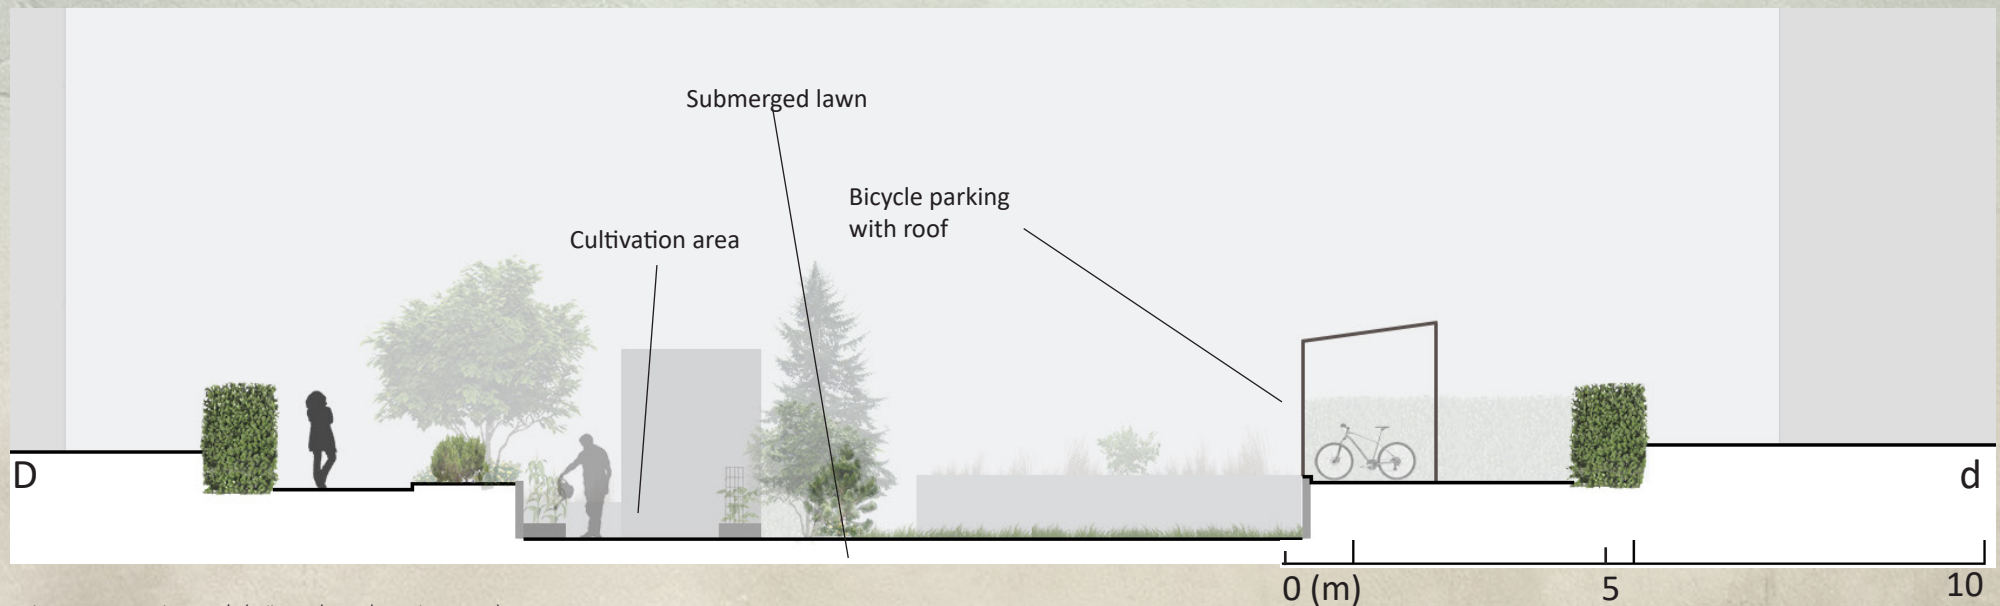 Submerged lawn
Bicycle parking
with roof
Cultivation area
D
d
0 (m)
5
10